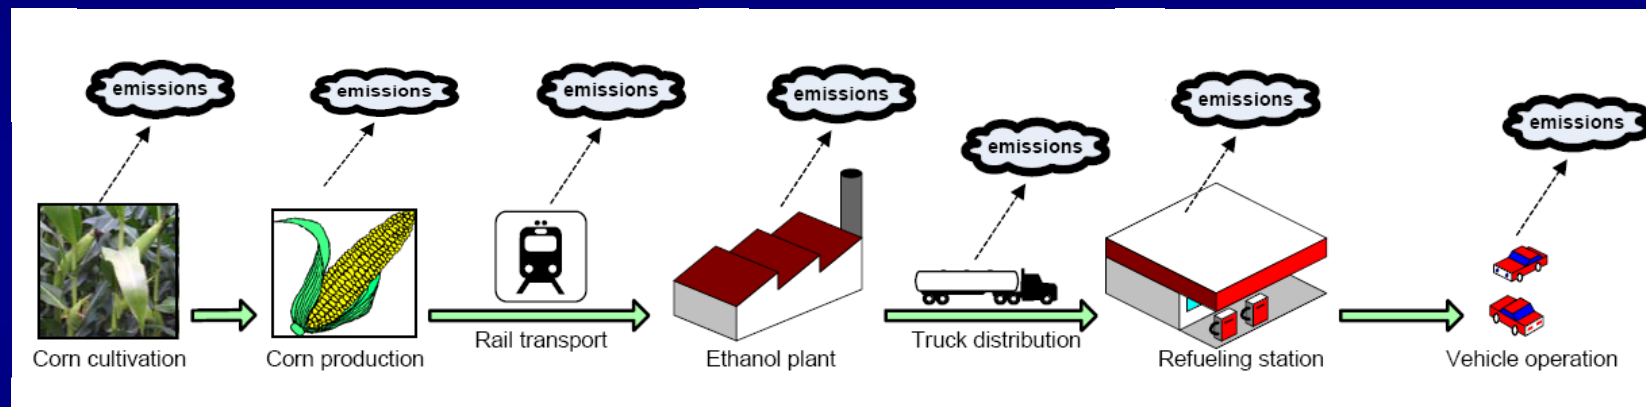 emissions
emissions
emissions
emissions
emissions
emissions
emissions
Corn cultivation
Corn production
Rail transport
Ethanol plant
Truck distribution
Refueling station
Vehicle operation